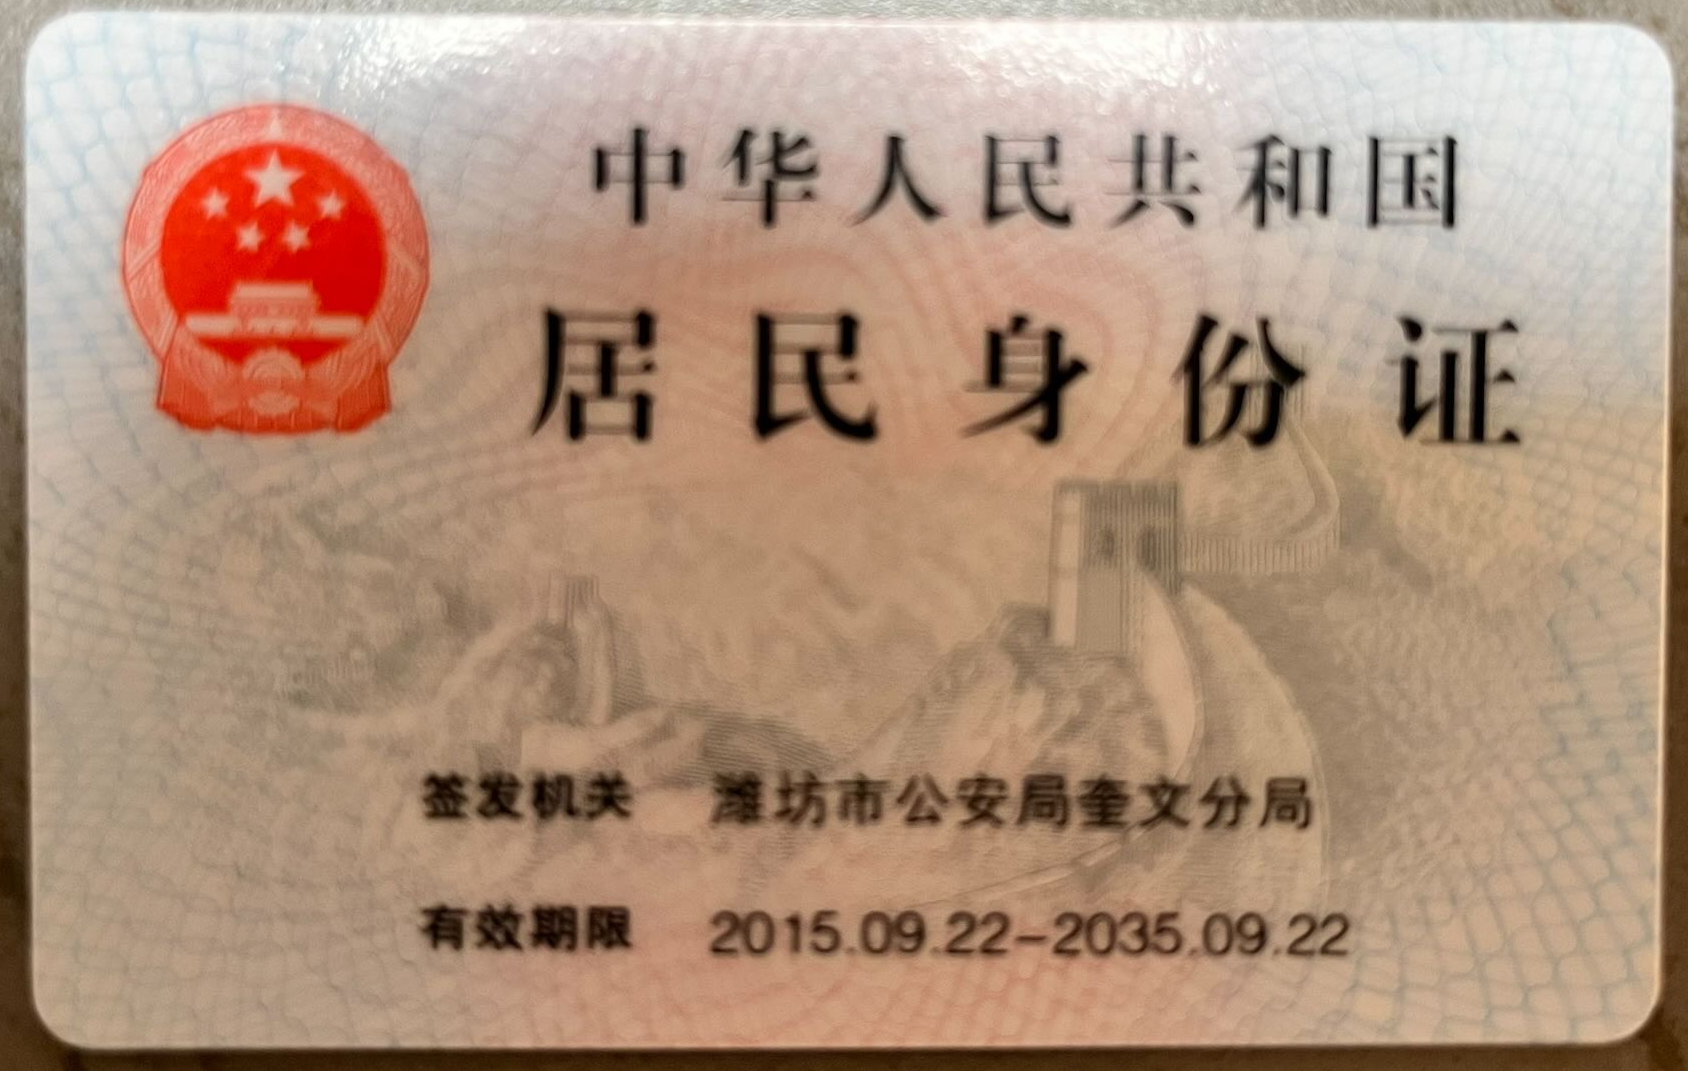 中华人民共和国
居民身份证
签发机关 潍坊市公安局奎文分局
有效期限 2015.09.22-2035.09.22